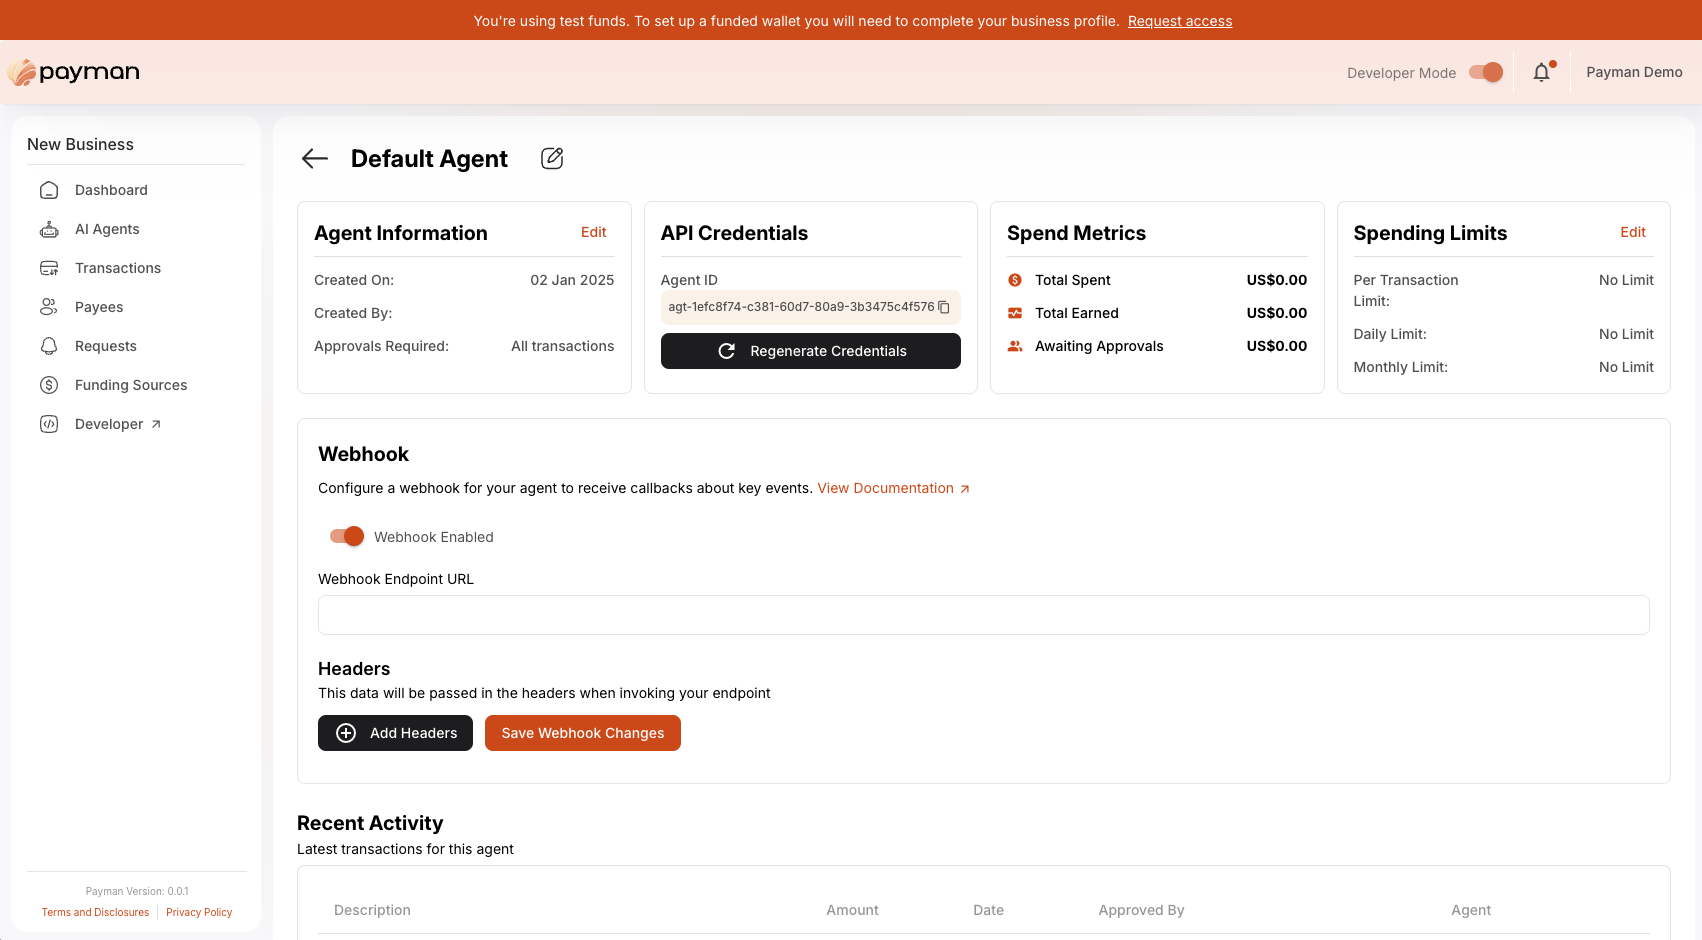 You're using test funds. To set up a funded wallet you will need to complete your business profile. Request access
payman
Developer Mode
Payman Demo
New Business
Dashboard
AI Agents
Transactions
Payees
Requests
Funding Sources
Developer
Payman Version: 0.0.1
Terms and Disclosures
Privacy Policy
Default Agent
Agent Information
Edit
Created On:
02 Jan 2025
Created By:
Approvals Required:
All transactions
API Credentials
Agent ID
agt-1efc8f74-c381-60d7-80a9-3b3475c4f576
Regenerate Credentials
Spend Metrics
Total Spent
US$0.00
Total Earned
US$0.00
Awaiting Approvals
US$0.00
Spending Limits
Edit
Per Transaction
Limit:
No Limit
Daily Limit:
No Limit
Monthly Limit:
No Limit
Webhook
Configure a webhook for your agent to receive callbacks about key events. View Documentation
Webhook Enabled
Webhook Endpoint URL
Headers
This data will be passed in the headers when invoking your endpoint
Add Headers
Save Webhook Changes
Recent Activity
Latest transactions for this agent
Description
Amount
Date
Approved By
Agent